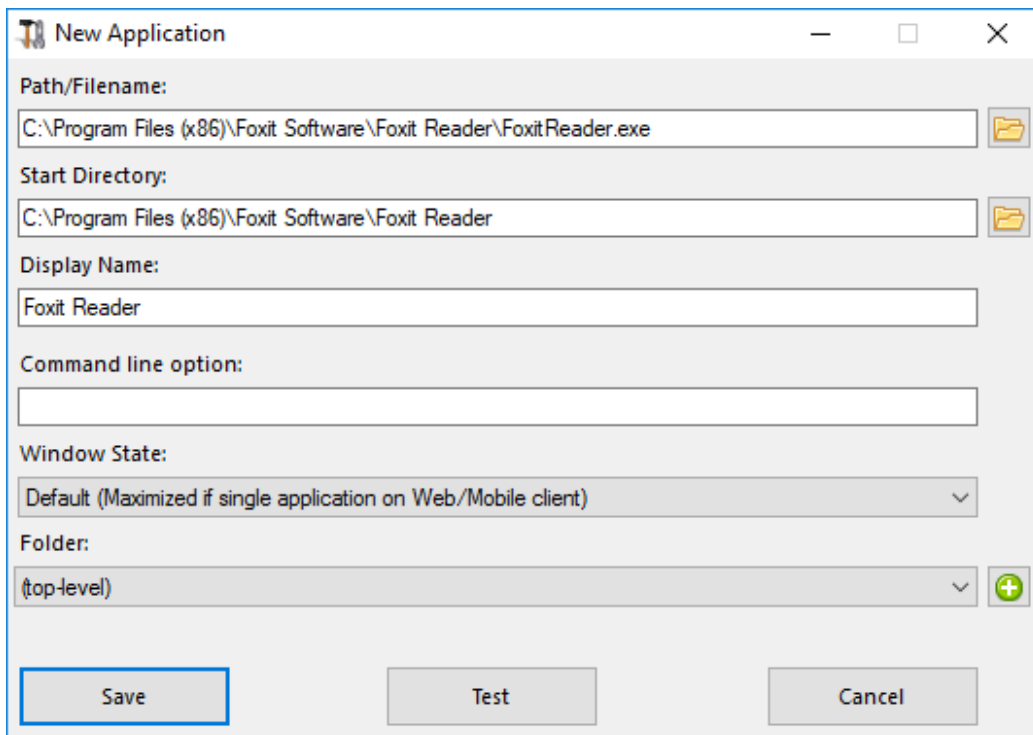 New Application
Path/Filename:
C:\Program Files (x86)\Foxit Software\Foxit Reader\FoxitReader.exe
Start Directory:
C:\Program Files (x86)\Foxit Software\Foxit Reader
Display Name:
Foxit Reader
Command line option:
Window State:
Default (Maximized if single application on Web/Mobile client)
Folder:
(top-level)
Save Test Cancel